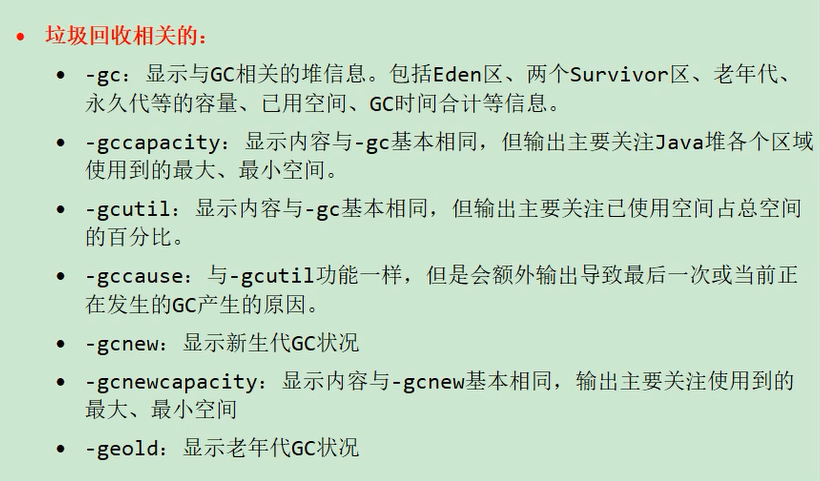 • 垃圾回收相关的：
• -gc：显示与GC相关的堆信息。包括Eden区、两个Survivor区、老年代、
永久代等的容量、已用空间、GC时间合计等信息。
• -gccapacity：显示内容与-gc基本相同，但输出主要关注Java堆各个区域
使用到的最大、最小空间。
• -gcutil：显示内容与-gc基本相同，但输出主要关注已使用空间占总空间
的百分比。
• -gccause：与-gcutil功能一样，但是会额外输出导致最后一次或当前正
在发生的GC产生的原因。
• -gcnew：显示新生代GC状况
• -gcnewcapacity：显示内容与-gcnew基本相同，输出主要关注使用到的
最大、最小空间
• -geold：显示老年代GC状况